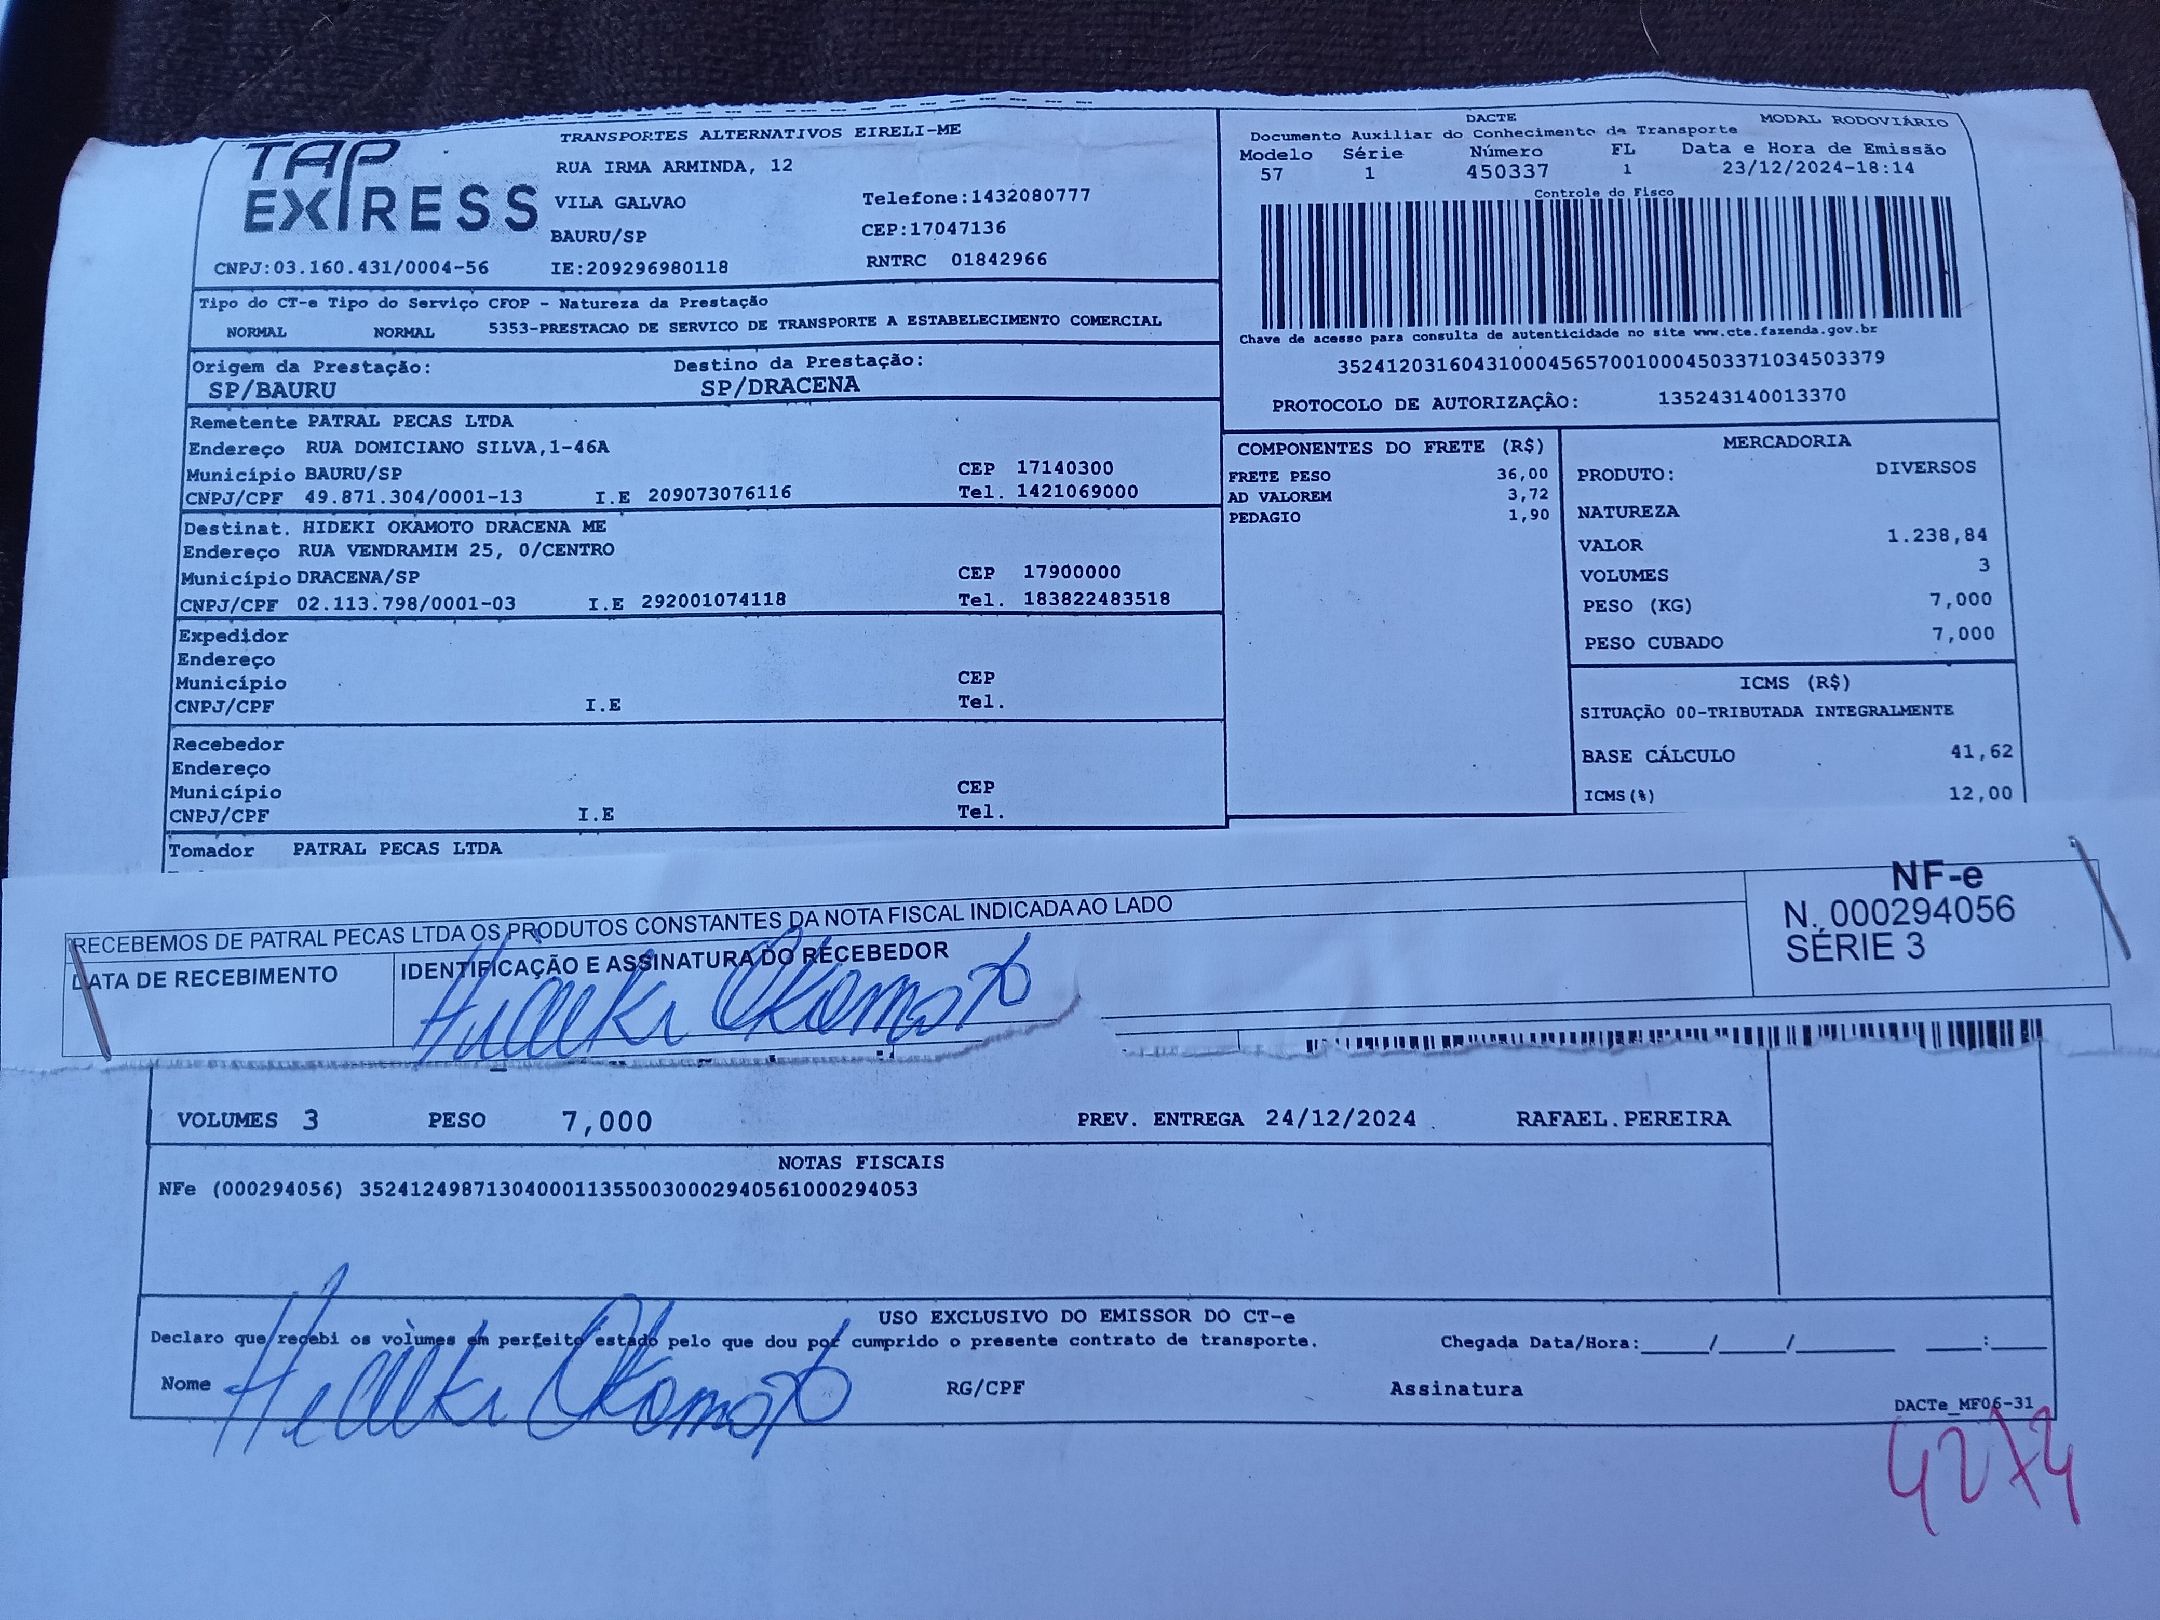 TAP EXPRESS
TRANSPORTES ALTERNATIVOS EIRELI-ME
RUA IRMA ARMINDA, 12
VILA GALVAO Telefone:1432080777
BAURU/SP CEP:17047136
CNPJ:03.160.431/0004-56 IE:209296980118 RNTRC 01842966
DACTE MODAL RODOVIÁRIO
Documento Auxiliar do Conhecimento de Transporte
Modelo Série Número FL Data e Hora de Emissão
57 1 450337 1 23/12/2024-18:14
Controle do Fisco
Chave de acesso para consulta de autenticidade no site www.cte.fazenda.gov.br
35241203160431000456570010004503371034503379
PROTOCOLO DE AUTORIZAÇÃO: 135243140013370
Tipo do CT-e Tipo do Serviço CFOP - Natureza da Prestação
NORMAL NORMAL 5353-PRESTACAO DE SERVICO DE TRANSPORTE A ESTABELECIMENTO COMERCIAL
Origem da Prestação: Destino da Prestação:
SP/BAURU SP/DRACENA
Remetente PATRAL PECAS LTDA
Endereço RUA DOMICIANO SILVA,1-46A
Município BAURU/SP CEP 17140300
CNPJ/CPF 49.871.304/0001-13 I.E 209073076116 Tel. 1421069000
Destinat. HIDEKI OKAMOTO DRACENA ME
Endereço RUA VENDRAMIM 25, 0/CENTRO
Município DRACENA/SP CEP 17900000
CNPJ/CPF 02.113.798/0001-03 I.E 292001074118 Tel. 183822483518
Expedidor
Endereço
Município CEP
CNPJ/CPF I.E Tel.
Recebedor
Endereço
Município CEP
CNPJ/CPF I.E Tel.
Tomador PATRAL PECAS LTDA
COMPONENTES DO FRETE (R$)
FRETE PESO 36,00
AD VALOREM 3,72
PEDAGIO 1,90
MERCADORIA
PRODUTO: DIVERSOS
NATUREZA
VALOR 1.238,84
VOLUMES 3
PESO (KG) 7,000
PESO CUBADO 7,000
ICMS (R$)
SITUAÇÃO 00-TRIBUTADA INTEGRALMENTE
BASE CÁLCULO 41,62
ICMS(%) 12,00
RECEBEMOS DE PATRAL PECAS LTDA OS PRODUTOS CONSTANTES DA NOTA FISCAL INDICADA AO LADO
DATA DE RECEBIMENTO IDENTIFICAÇÃO E ASSINATURA DO RECEBEDOR
Hideki Okamoto
NF-e
N. 000294056
SÉRIE 3
VOLUMES 3 PESO 7,000 PREV. ENTREGA 24/12/2024 RAFAEL.PEREIRA
NOTAS FISCAIS
NFe (000294056) 35241249871304000113550030002940561000294053
USO EXCLUSIVO DO EMISSOR DO CT-e
Declaro que recebi os volumes em perfeito estado pelo que dou por cumprido o presente contrato de transporte. Chegada Data/Hora:____/____/______ ___:___
Nome Hideki Okamoto RG/CPF Assinatura
DACTe_MF06-31
4274